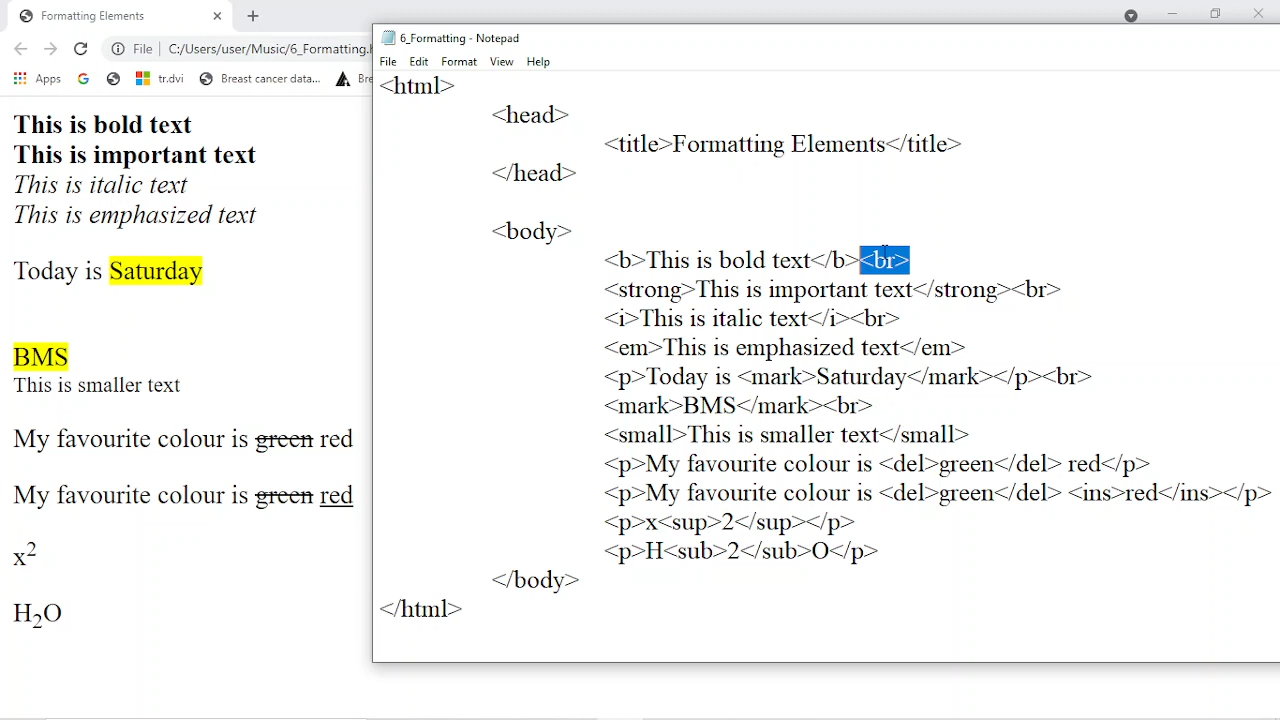 Formatting Elements
File C:/Users/user/Music/6_Formatting.
Apps tr.dvi Breast cancer data... Bre
This is bold text
This is important text
This is italic text
This is emphasized text
Today is Saturday
BMS
This is smaller text
My favourite colour is green red
My favourite colour is green red
x2
H2O
6_Formatting - Notepad
File Edit Format View Help
<html>
<head>
<title>Formatting Elements</title>
</head>
<body>
<b>This is bold text</b><br>
<strong>This is important text</strong><br>
<i>This is italic text</i><br>
<em>This is emphasized text</em>
<p>Today is <mark>Saturday</mark></p><br>
<mark>BMS</mark><br>
<small>This is smaller text</small>
<p>My favourite colour is <del>green</del> red</p>
<p>My favourite colour is <del>green</del> <ins>red</ins></p>
<p>x<sup>2</sup></p>
<p>H<sub>2</sub>O</p>
</body>
</html>